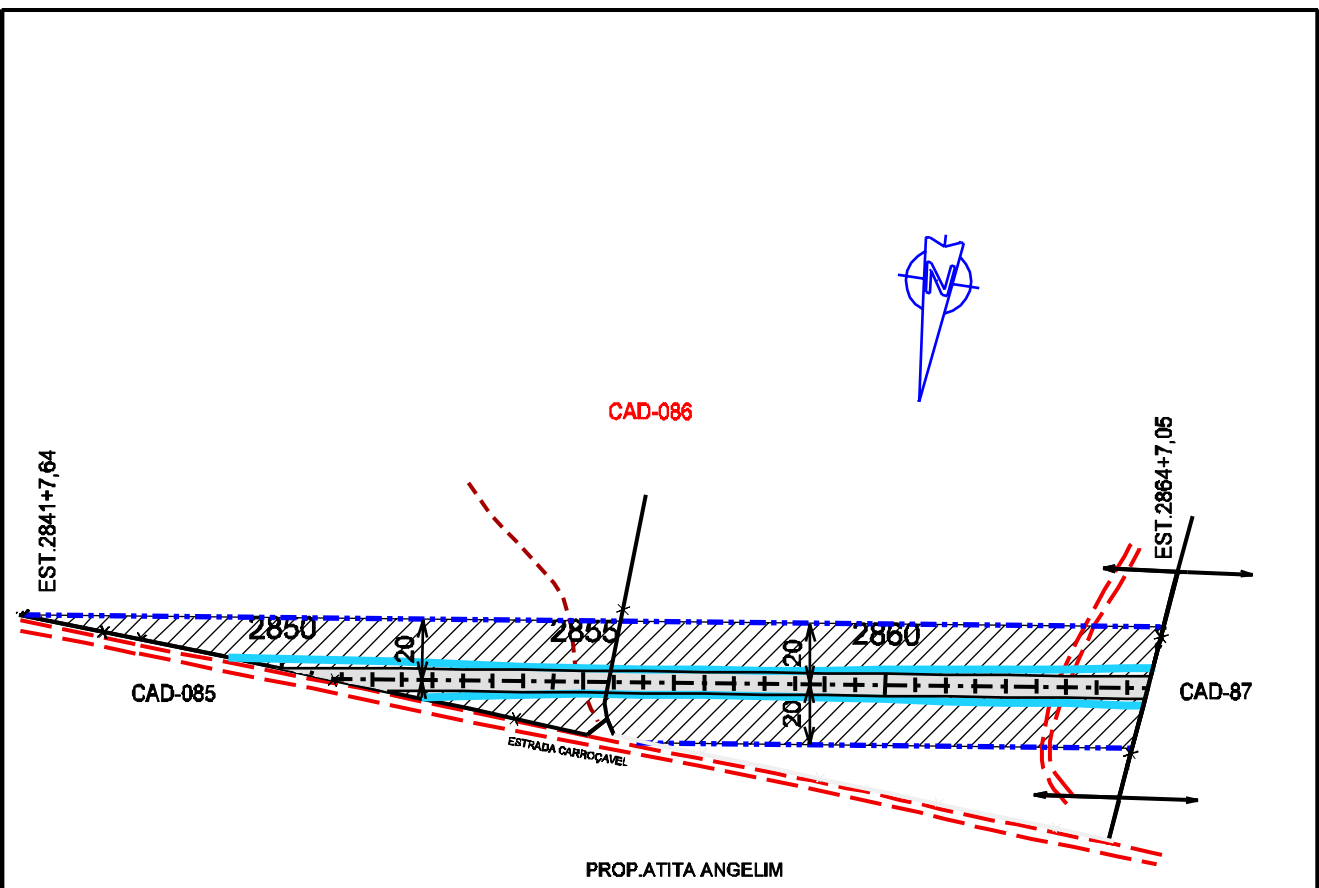 N
CAD-086
EST.2841+7,64
EST.2864+7,05
2850
2855
2860
20
20
20
CAD-085
CAD-87
ESTRADA CARROÇAVEL
PROP.ATITA ANGELIM